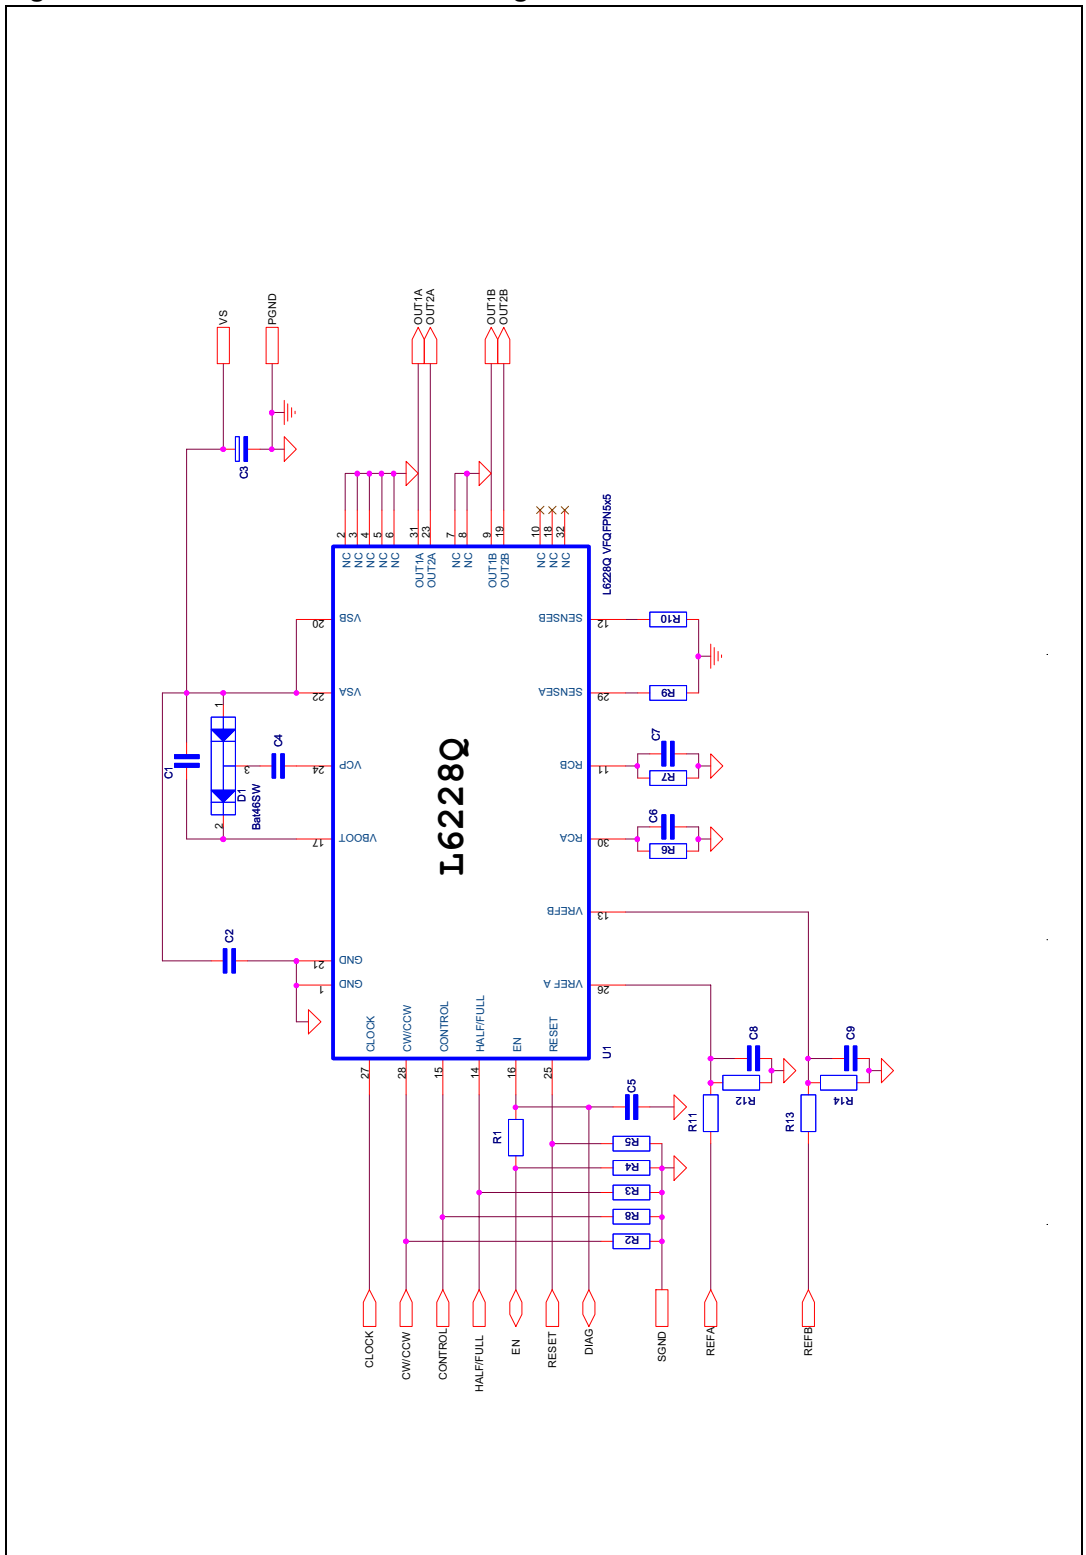 VS
PGND
OUT1A
OUT2A
OUT1B
OUT2B
C3
2
3
4
5
6
31
23
7
8
9
19
10
18
32
NC
NC
NC
NC
NC
OUT1A
OUT2A
NC
NC
OUT1B
OUT2B
NC
NC
NC
L6228Q VFQFPN5x5
20
VSB
SENSEB
12
R10
22
VSA
SENSEA
29
R9
1
C1
3
C4
24
VCP
RCB
11
C7
R7
D1
Bat46SW
2
17
VBOOT
RCA
30
C6
R6
L6228Q
VREFB
13
C2
21
GND
1
GND
VREF A
26
CLOCK
CW/CCW
CONTROL
HALF/FULL
EN
RESET
U1
27
28
15
14
16
25
C5
C8
C9
R12
R14
R11
R13
R1
R5
R4
R3
R8
R2
CLOCK
CW/CCW
CONTROL
HALF/FULL
EN
RESET
DIAG
SGND
REFA
REFB